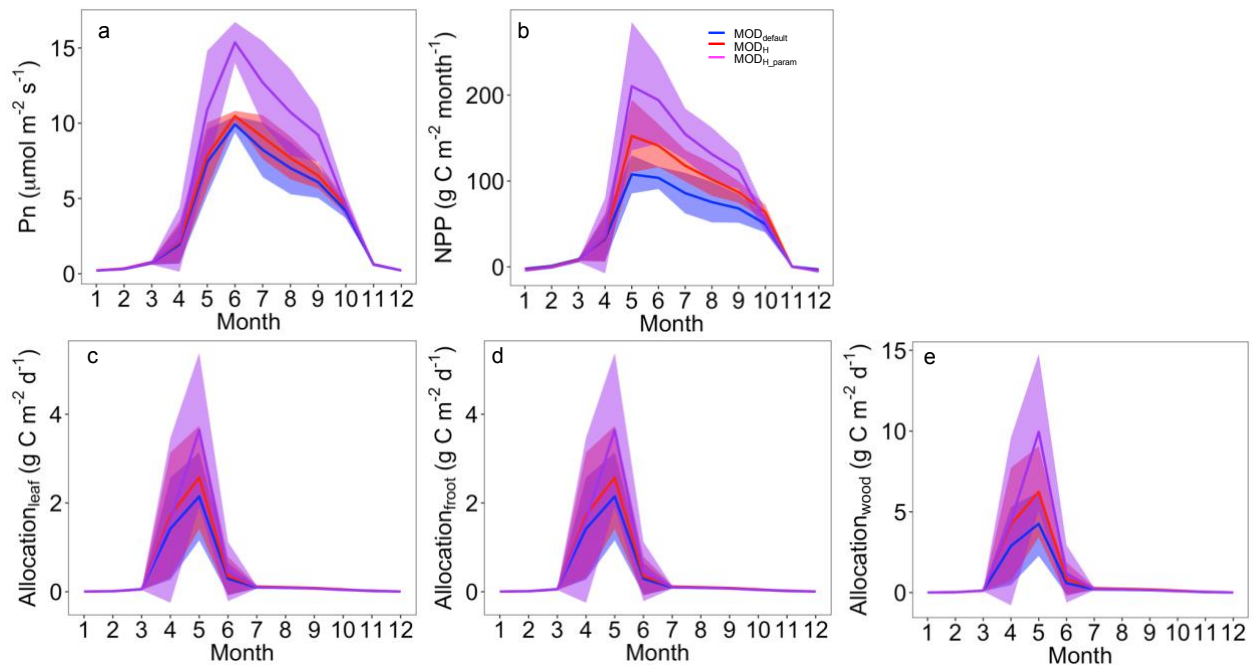 a
Pn (μmol m⁻² s⁻¹)
15
10
5
0
1 2 3 4 5 6 7 8 9 10 11 12
Month
b
MOD_default
MOD_H
MOD_H_param
NPP (g C m⁻² month⁻¹)
200
100
0
1 2 3 4 5 6 7 8 9 10 11 12
Month
c
Allocation_leaf (g C m⁻² d⁻¹)
4
2
0
1 2 3 4 5 6 7 8 9 10 11 12
Month
d
Allocation_froot (g C m⁻² d⁻¹)
4
2
0
1 2 3 4 5 6 7 8 9 10 11 12
Month
e
Allocation_wood (g C m⁻² d⁻¹)
15
10
5
0
1 2 3 4 5 6 7 8 9 10 11 12
Month